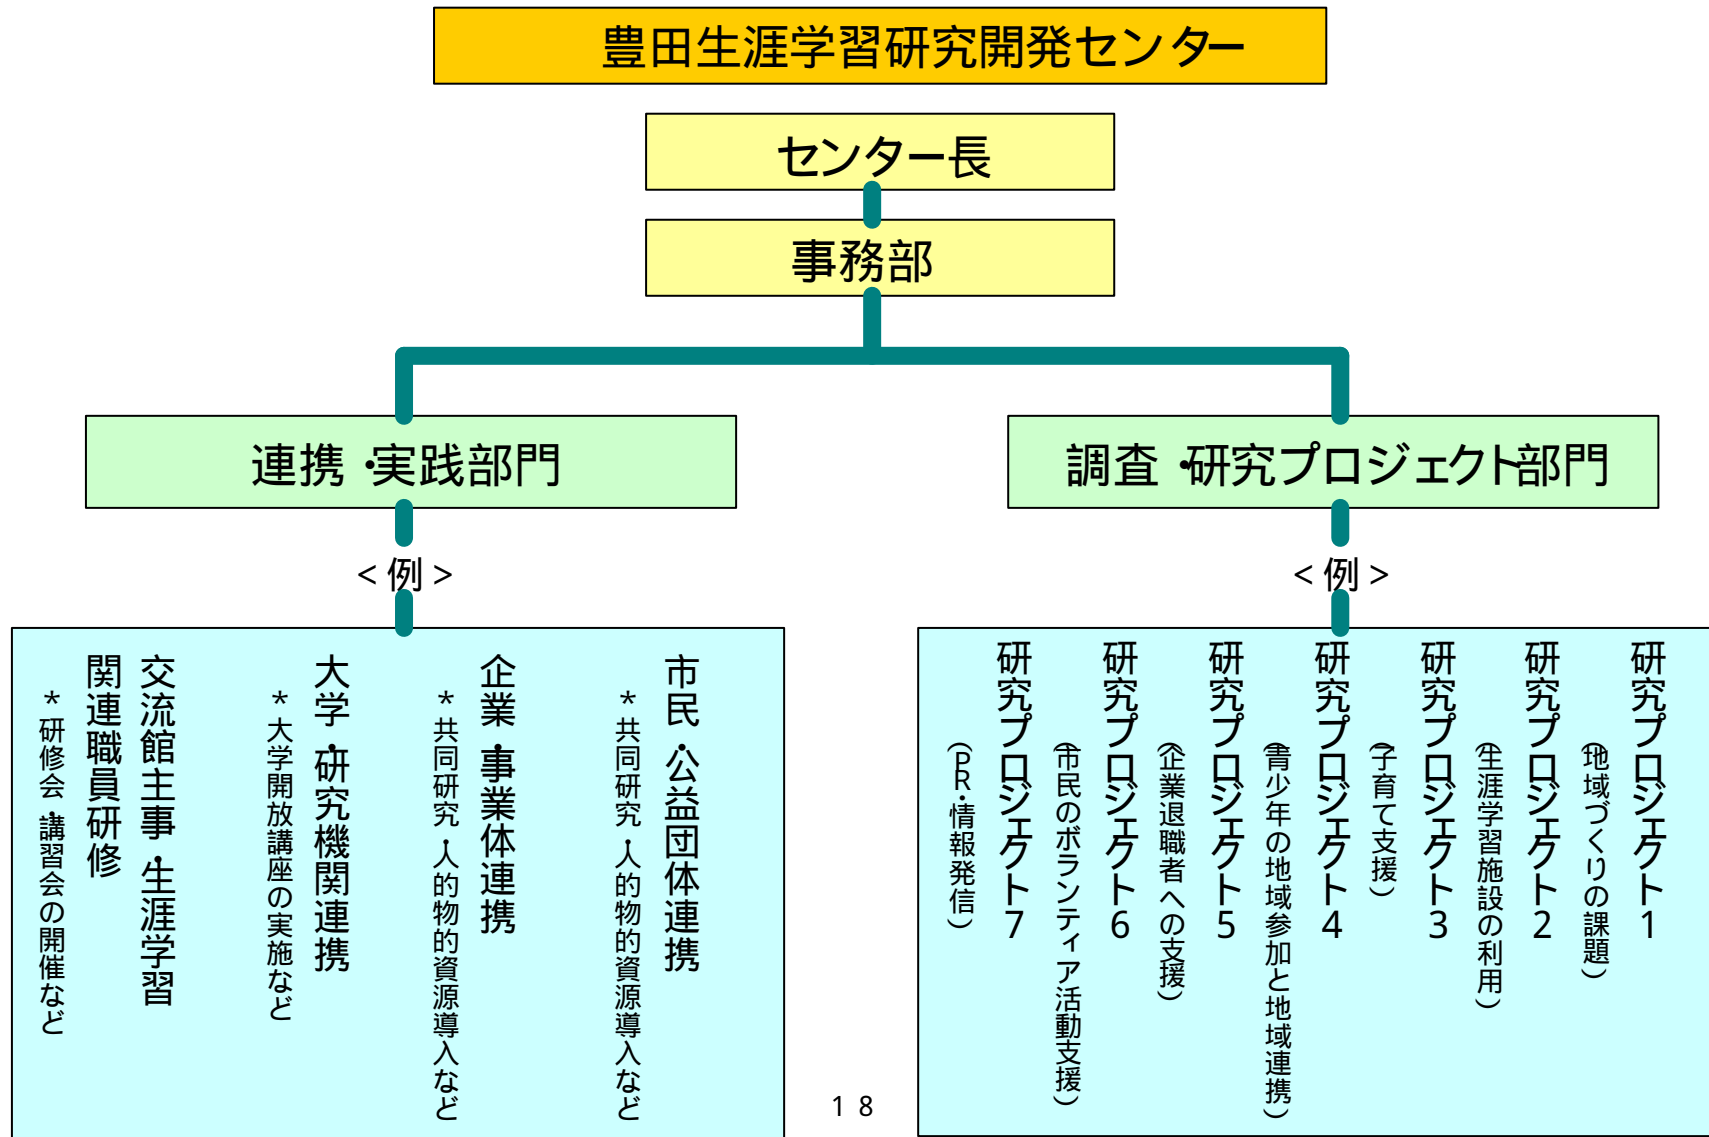 豊田生涯学習研究開発センター
センター長
事務部
連携・実践部門
調査・研究プロジェクト部門
<例>
<例>
市民・公益団体連携
*共同研究・人的物的資源導入など
企業・事業体連携
*共同研究・人的物的資源導入など
大学・研究機関連携
*大学開放講座の実施など
交流館主事・生涯学習
関連職員研修
*研修会・講習会の開催など
研究プロジェクト1
(地域づくりの課題)
研究プロジェクト2
(生涯学習施設の利用)
研究プロジェクト3
(子育て支援)
研究プロジェクト4
(青少年の地域参加と地域連携)
研究プロジェクト5
(企業退職者への支援)
研究プロジェクト6
(市民のボランティア活動支援)
研究プロジェクト7
(PR・情報発信)
18